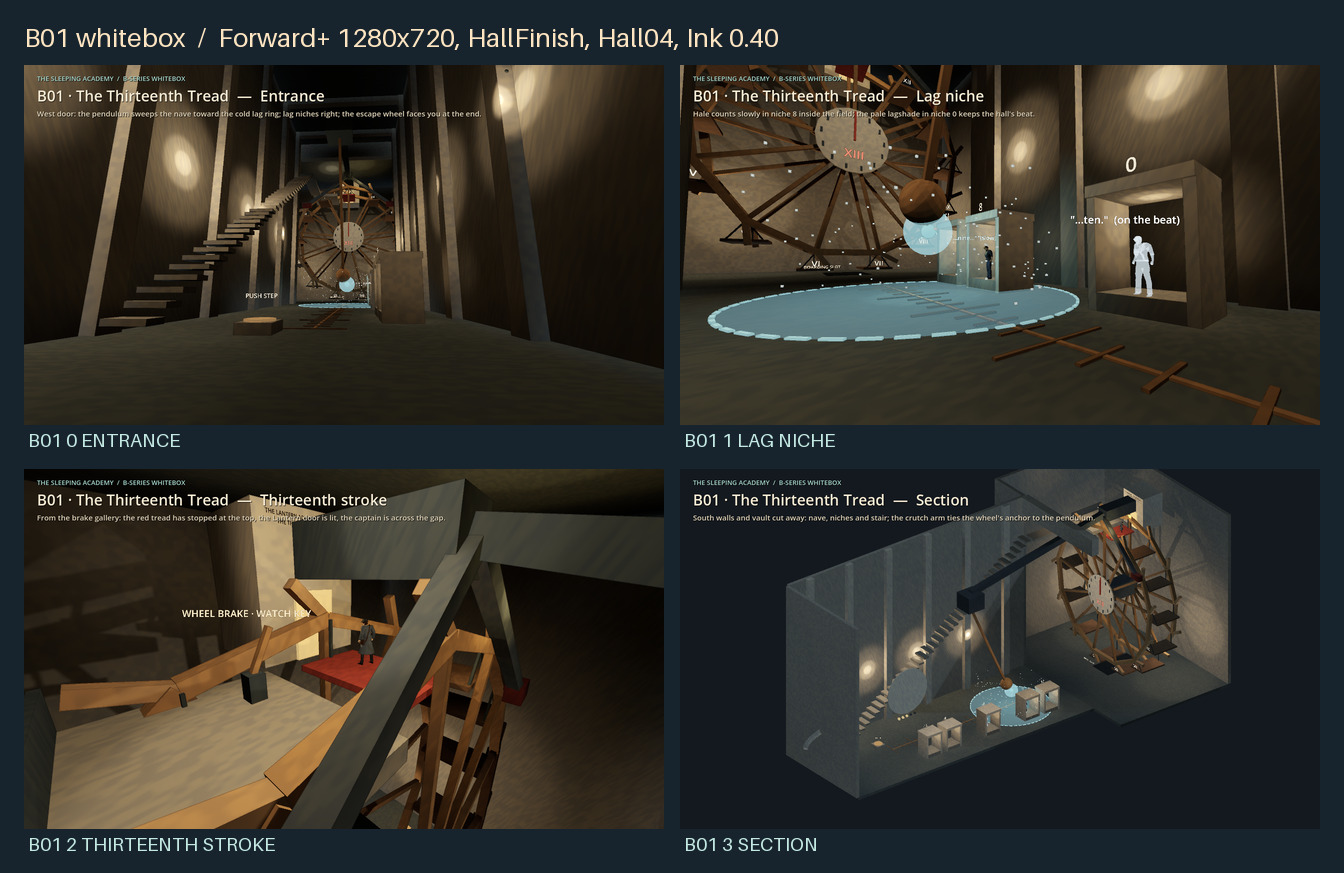 B01 whitebox / Forward+ 1280x720, HallFinish, Hall04, Ink 0.40
THE SLEEPING ACADEMY / B-SERIES WHITEBOX
B01 · The Thirteenth Tread — Entrance
West door: the pendulum sweeps the nave toward the cold lag ring; lag niches right; the escape wheel faces you at the end.
PUSH STEP
B01 0 ENTRANCE
THE SLEEPING ACADEMY / B-SERIES WHITEBOX
B01 · The Thirteenth Tread — Lag niche
Hale counts slowly in niche 8 inside the field; the pale lagshade in niche 0 keeps the hall's beat.
XII
XIII
0
8
"...ten." (on the beat)
V
VI
VII
B01 1 LAG NICHE
THE SLEEPING ACADEMY / B-SERIES WHITEBOX
B01 · The Thirteenth Tread — Thirteenth stroke
From the brake gallery: the red tread has stopped at the top, the lantern door is lit, the captain is across the gap.
THE LANTERN
WHEEL BRAKE · WATCH KEY
B01 2 THIRTEENTH STROKE
THE SLEEPING ACADEMY / B-SERIES WHITEBOX
B01 · The Thirteenth Tread — Section
South walls and vault cut away: nave, niches and stair; the crutch arm ties the wheel's anchor to the pendulum.
B01 3 SECTION